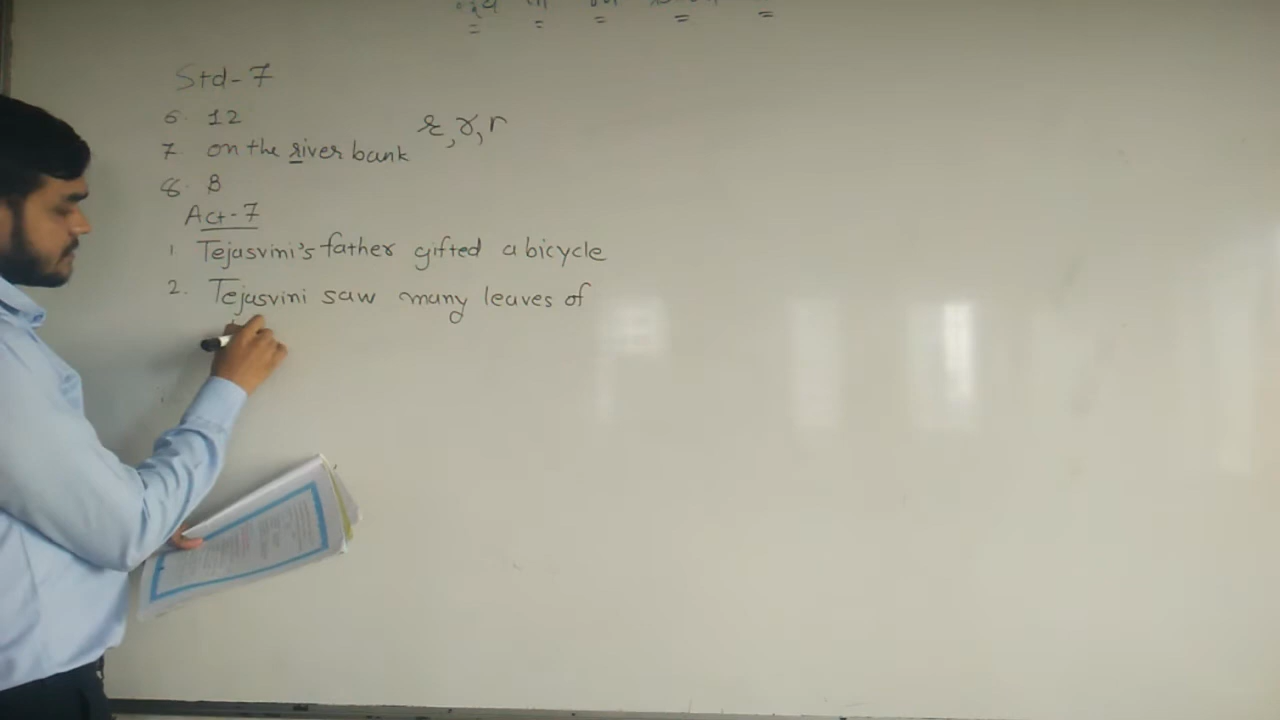 Std-7
6. 12
r, r, r
7. on the river bank
8. B
Act-7
1 Tejasvini's father gifted a bicycle
2. Tejasvini saw many leaves of